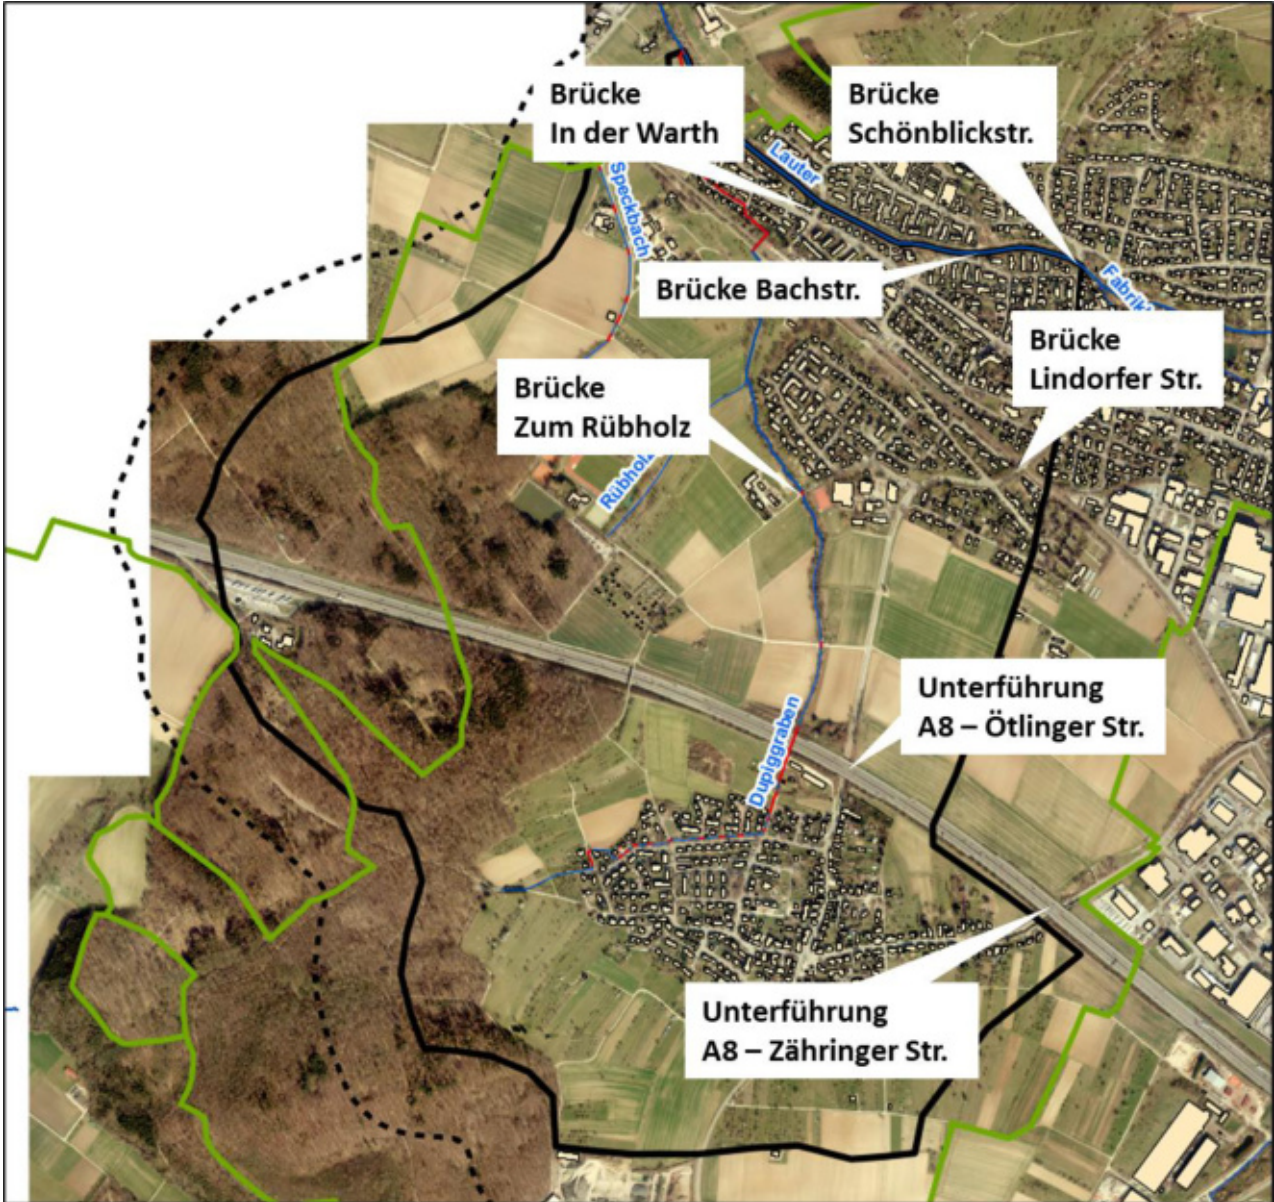 Brücke
In der Warth
Brücke
Schönblickstr.
Lauter
Speckbach
Brücke Bachstr.
Fabrik
Brücke
Lindorfer Str.
Brücke
Zum Rübholz
Rübholz
Unterführung
A8 – Ötlinger Str.
Dupiggraben
Unterführung
A8 – Zähringer Str.